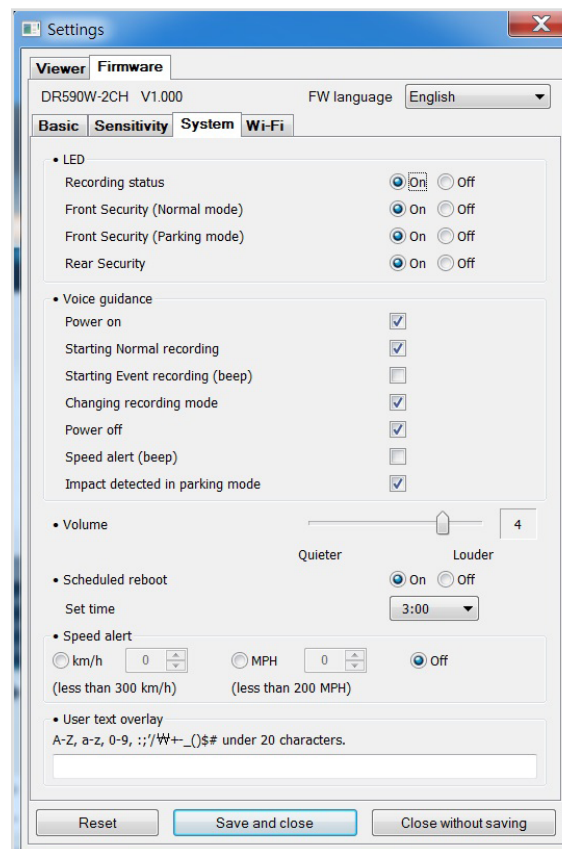 Settings
Viewer Firmware
DR590W-2CH V1.000 FW language English
Basic Sensitivity System Wi-Fi
• LED
Recording status On Off
Front Security (Normal mode) On Off
Front Security (Parking mode) On Off
Rear Security On Off
• Voice guidance
Power on
Starting Normal recording
Starting Event recording (beep)
Changing recording mode
Power off
Speed alert (beep)
Impact detected in parking mode
• Volume 4
Quieter Louder
• Scheduled reboot On Off
Set time 3:00
• Speed alert
km/h 0 MPH 0 Off
(less than 300 km/h) (less than 200 MPH)
• User text overlay
A-Z, a-z, 0-9, :;'/₩+-_()$# under 20 characters.
Reset Save and close Close without saving